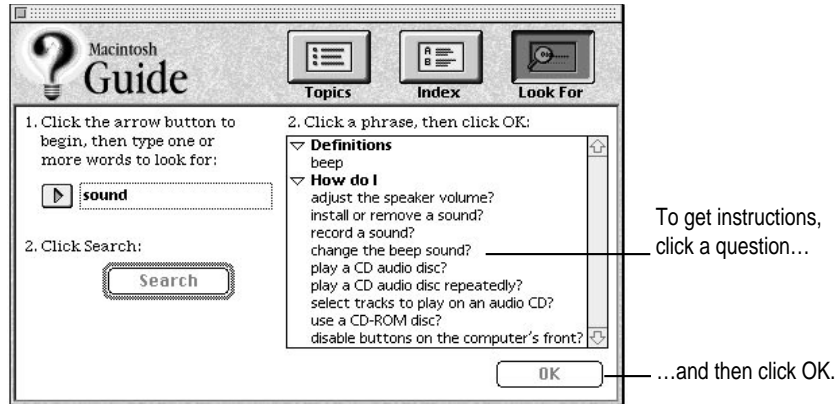 Macintosh
Guide
Topics
Index
Look For
1. Click the arrow button to
begin, then type one or
more words to look for:
sound
2. Click Search:
Search
2. Click a phrase, then click OK:
Definitions
beep
How do I
adjust the speaker volume?
install or remove a sound?
record a sound?
change the beep sound?
play a CD audio disc?
play a CD audio disc repeatedly?
select tracks to play on an audio CD?
use a CD-ROM disc?
disable buttons on the computer's front?
OK
To get instructions,
click a question…
…and then click OK.